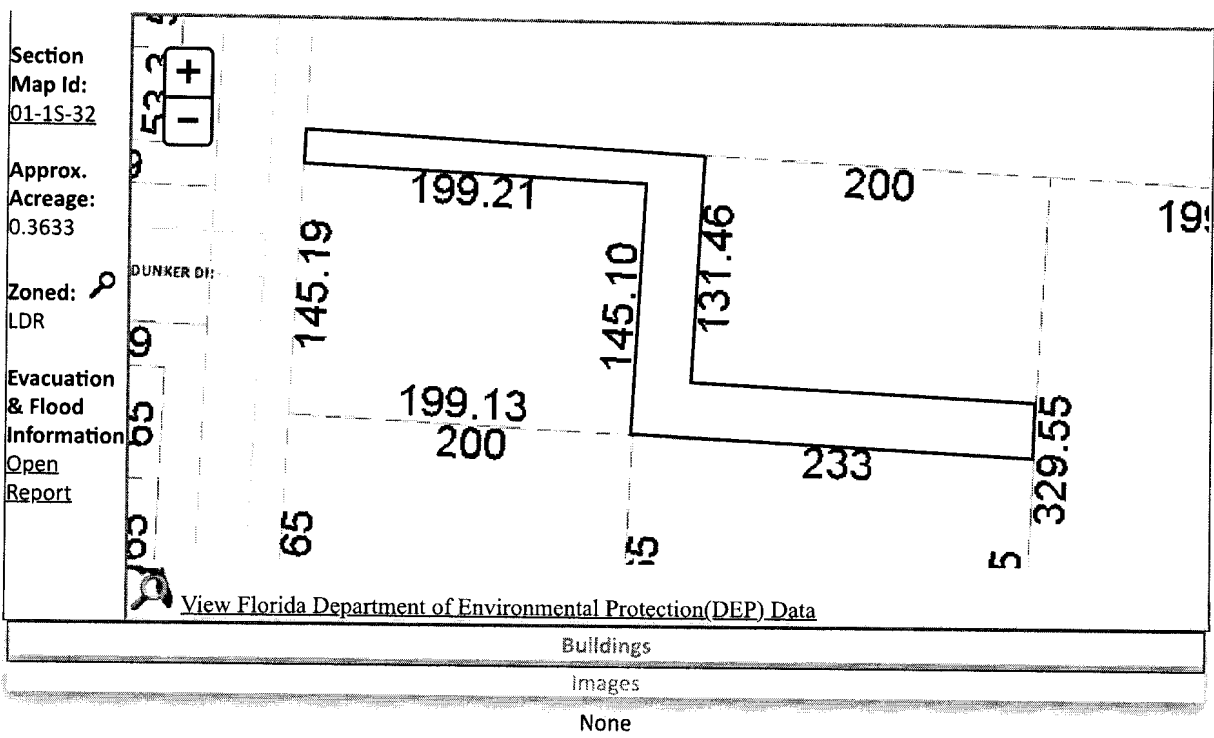 Section
Map Id:
01-1S-32
Approx.
Acreage:
0.3633
Zoned:
LDR
Evacuation
& Flood
Information
Open
Report
+
−
DUNKER
199.21
200
145.19
145.10
131.46
199.13
200
233
329.55
65
View Florida Department of Environmental Protection(DEP) Data
Buildings
Images
None